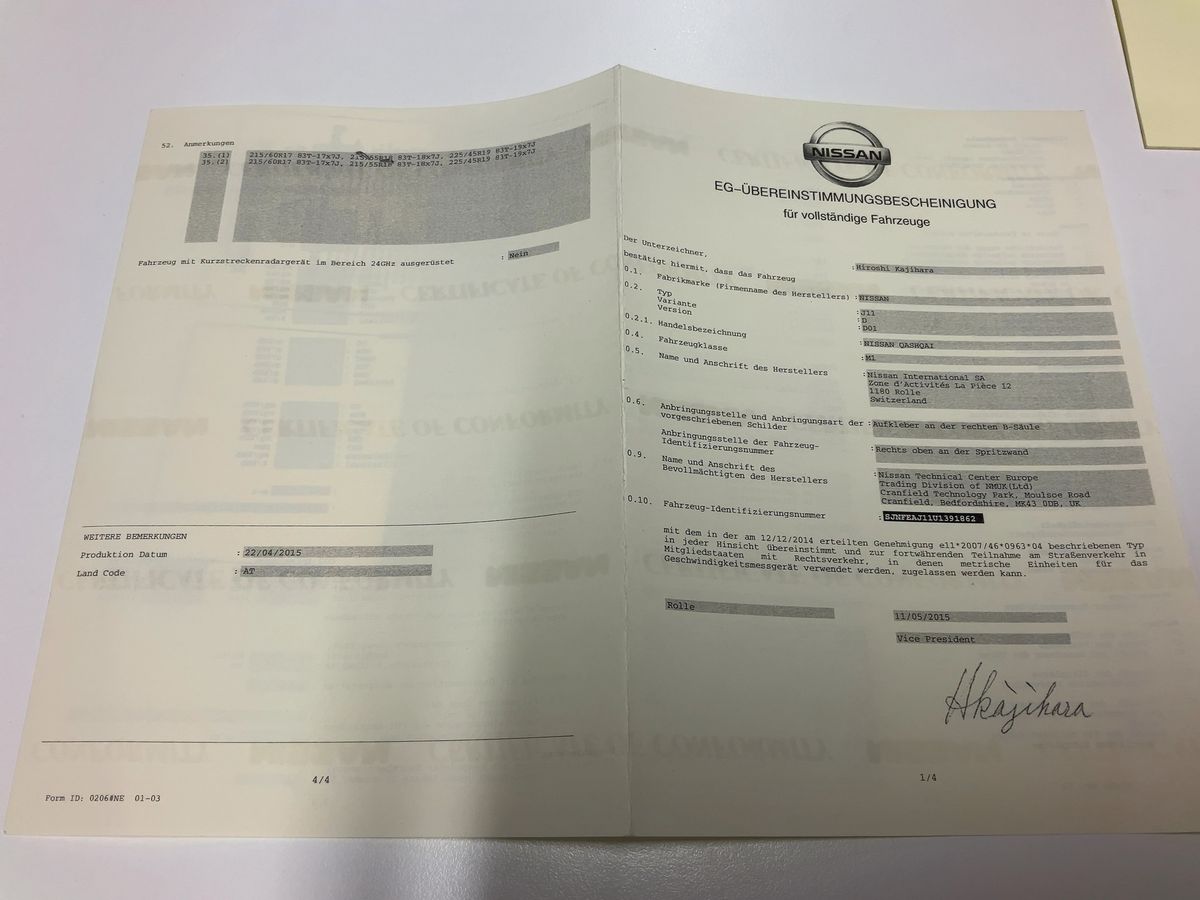 52. Anmerkungen
35.(1) 215/60R17 83T-17x7J, 215/55R18 83T-18x7J, 225/45R19 83T-19x7J
35.(2) 215/60R17 83T-17x7J, 215/55R18 83T-18x7J, 225/45R19 83T-19x7J
Fahrzeug mit Kurzstreckenradargerät im Bereich 24GHz ausgerüstet : Nein
WEITERE BEMERKUNGEN
Produktion Datum : 22/04/2015
Land Code : AT
4/4
Form ID: 0206#NE 01-03
NISSAN
EG-ÜBEREINSTIMMUNGSBESCHEINIGUNG
für vollständige Fahrzeuge
Der Unterzeichner,
bestätigt hiermit, dass das Fahrzeug :Hiroshi Kajihara
0.1. Fabrikmarke (Firmenname des Herstellers) :NISSAN
0.2. Typ :J11
Variante :D
Version :D01
0.2.1. Handelsbezeichnung :NISSAN QASHQAI
0.4. Fahrzeugklasse :M1
0.5. Name und Anschrift des Herstellers :Nissan International SA
Zone d'Activités La Pièce 12
1180 Rolle
Switzerland
0.6. Anbringungsstelle und Anbringungsart der vorgeschriebenen Schilder :Aufkleber an der rechten B-Säule
Anbringungsstelle der Fahrzeug-Identifizierungsnummer :Rechts oben an der Spritzwand
0.9. Name und Anschrift des Bevollmächtigten des Herstellers :Nissan Technical Center Europe
Trading Division of NMUK(Ltd)
Cranfield Technology Park, Moulsoe Road
Cranfield, Bedfordshire, MK43 0DB, UK
0.10. Fahrzeug-Identifizierungsnummer :SJNFEAJ11U1391862
mit dem in der am 12/12/2014 erteilten Genehmigung e11*2007/46*0963*04 beschriebenen Typ
in jeder Hinsicht übereinstimmt und zur fortwährenden Teilnahme am Straßenverkehr in
Mitgliedstaaten mit Rechtsverkehr, in denen metrische Einheiten für das
Geschwindigkeitsmessgerät verwendet werden, zugelassen werden kann.
Rolle
11/05/2015
Vice President
HKajihara
1/4